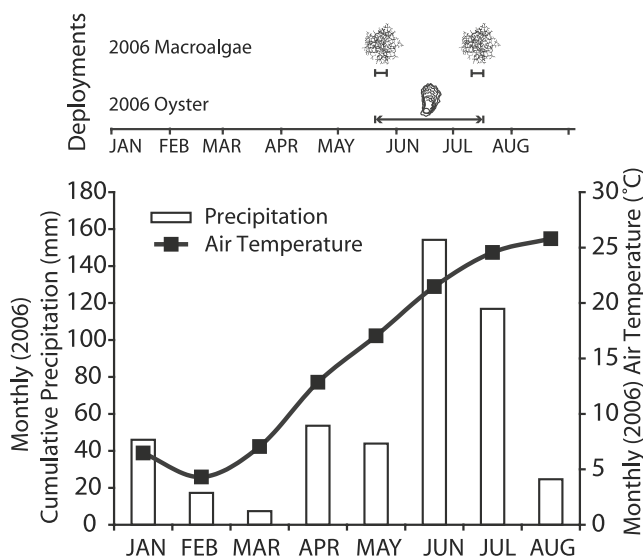 Deployments
2006 Macroalgae
2006 Oyster
JAN FEB MAR APR MAY JUN JUL AUG
Monthly (2006)
Cumulative Precipitation (mm)
180
160
140
120
100
80
60
40
20
0
Precipitation
Air Temperature
30
25
20
15
10
5
0
Monthly (2006) Air Temperature (˚C)
JAN FEB MAR APR MAY JUN JUL AUG